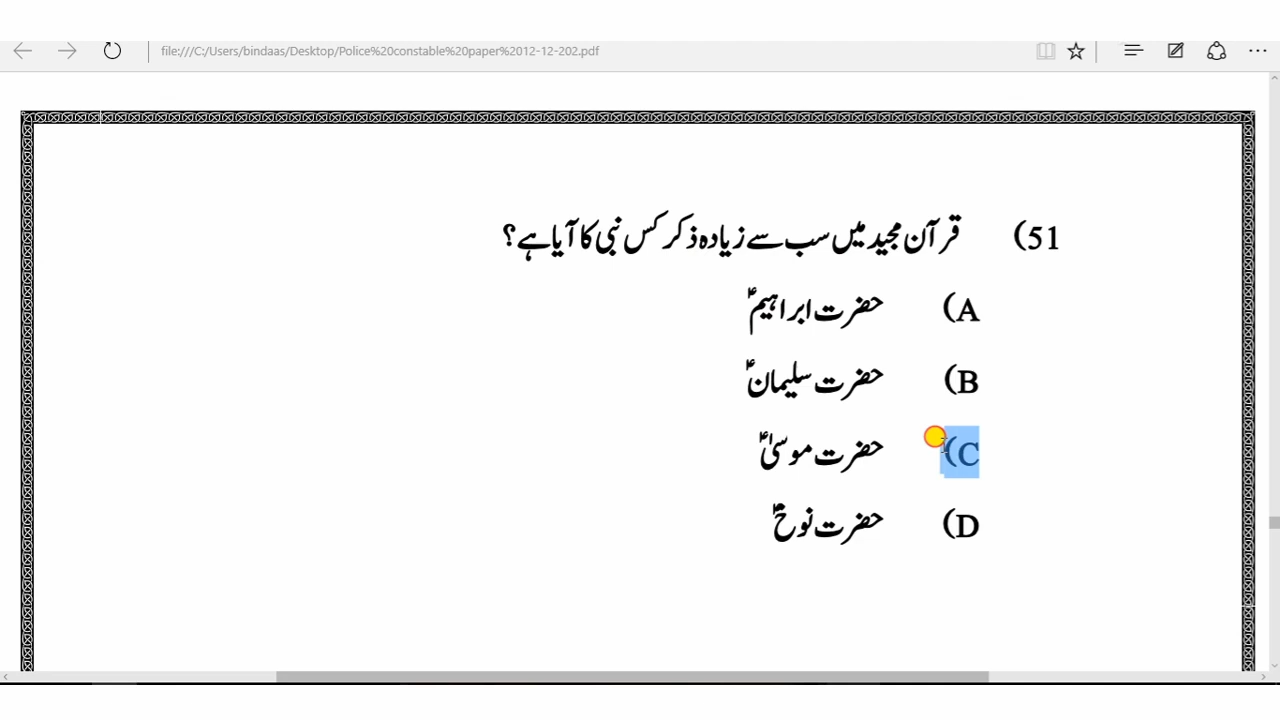 file:///C:/Users/bindaas/Desktop/Police%20constable%20paper%2012-12-202.pdf
51) قرآن مجید میں سب سے زیادہ ذکر کس نبی کا آیا ہے؟
A) حضرت ابراہیمؑ
B) حضرت سلیمانؑ
C) حضرت موسیٰؑ
D) حضرت نوحؑ